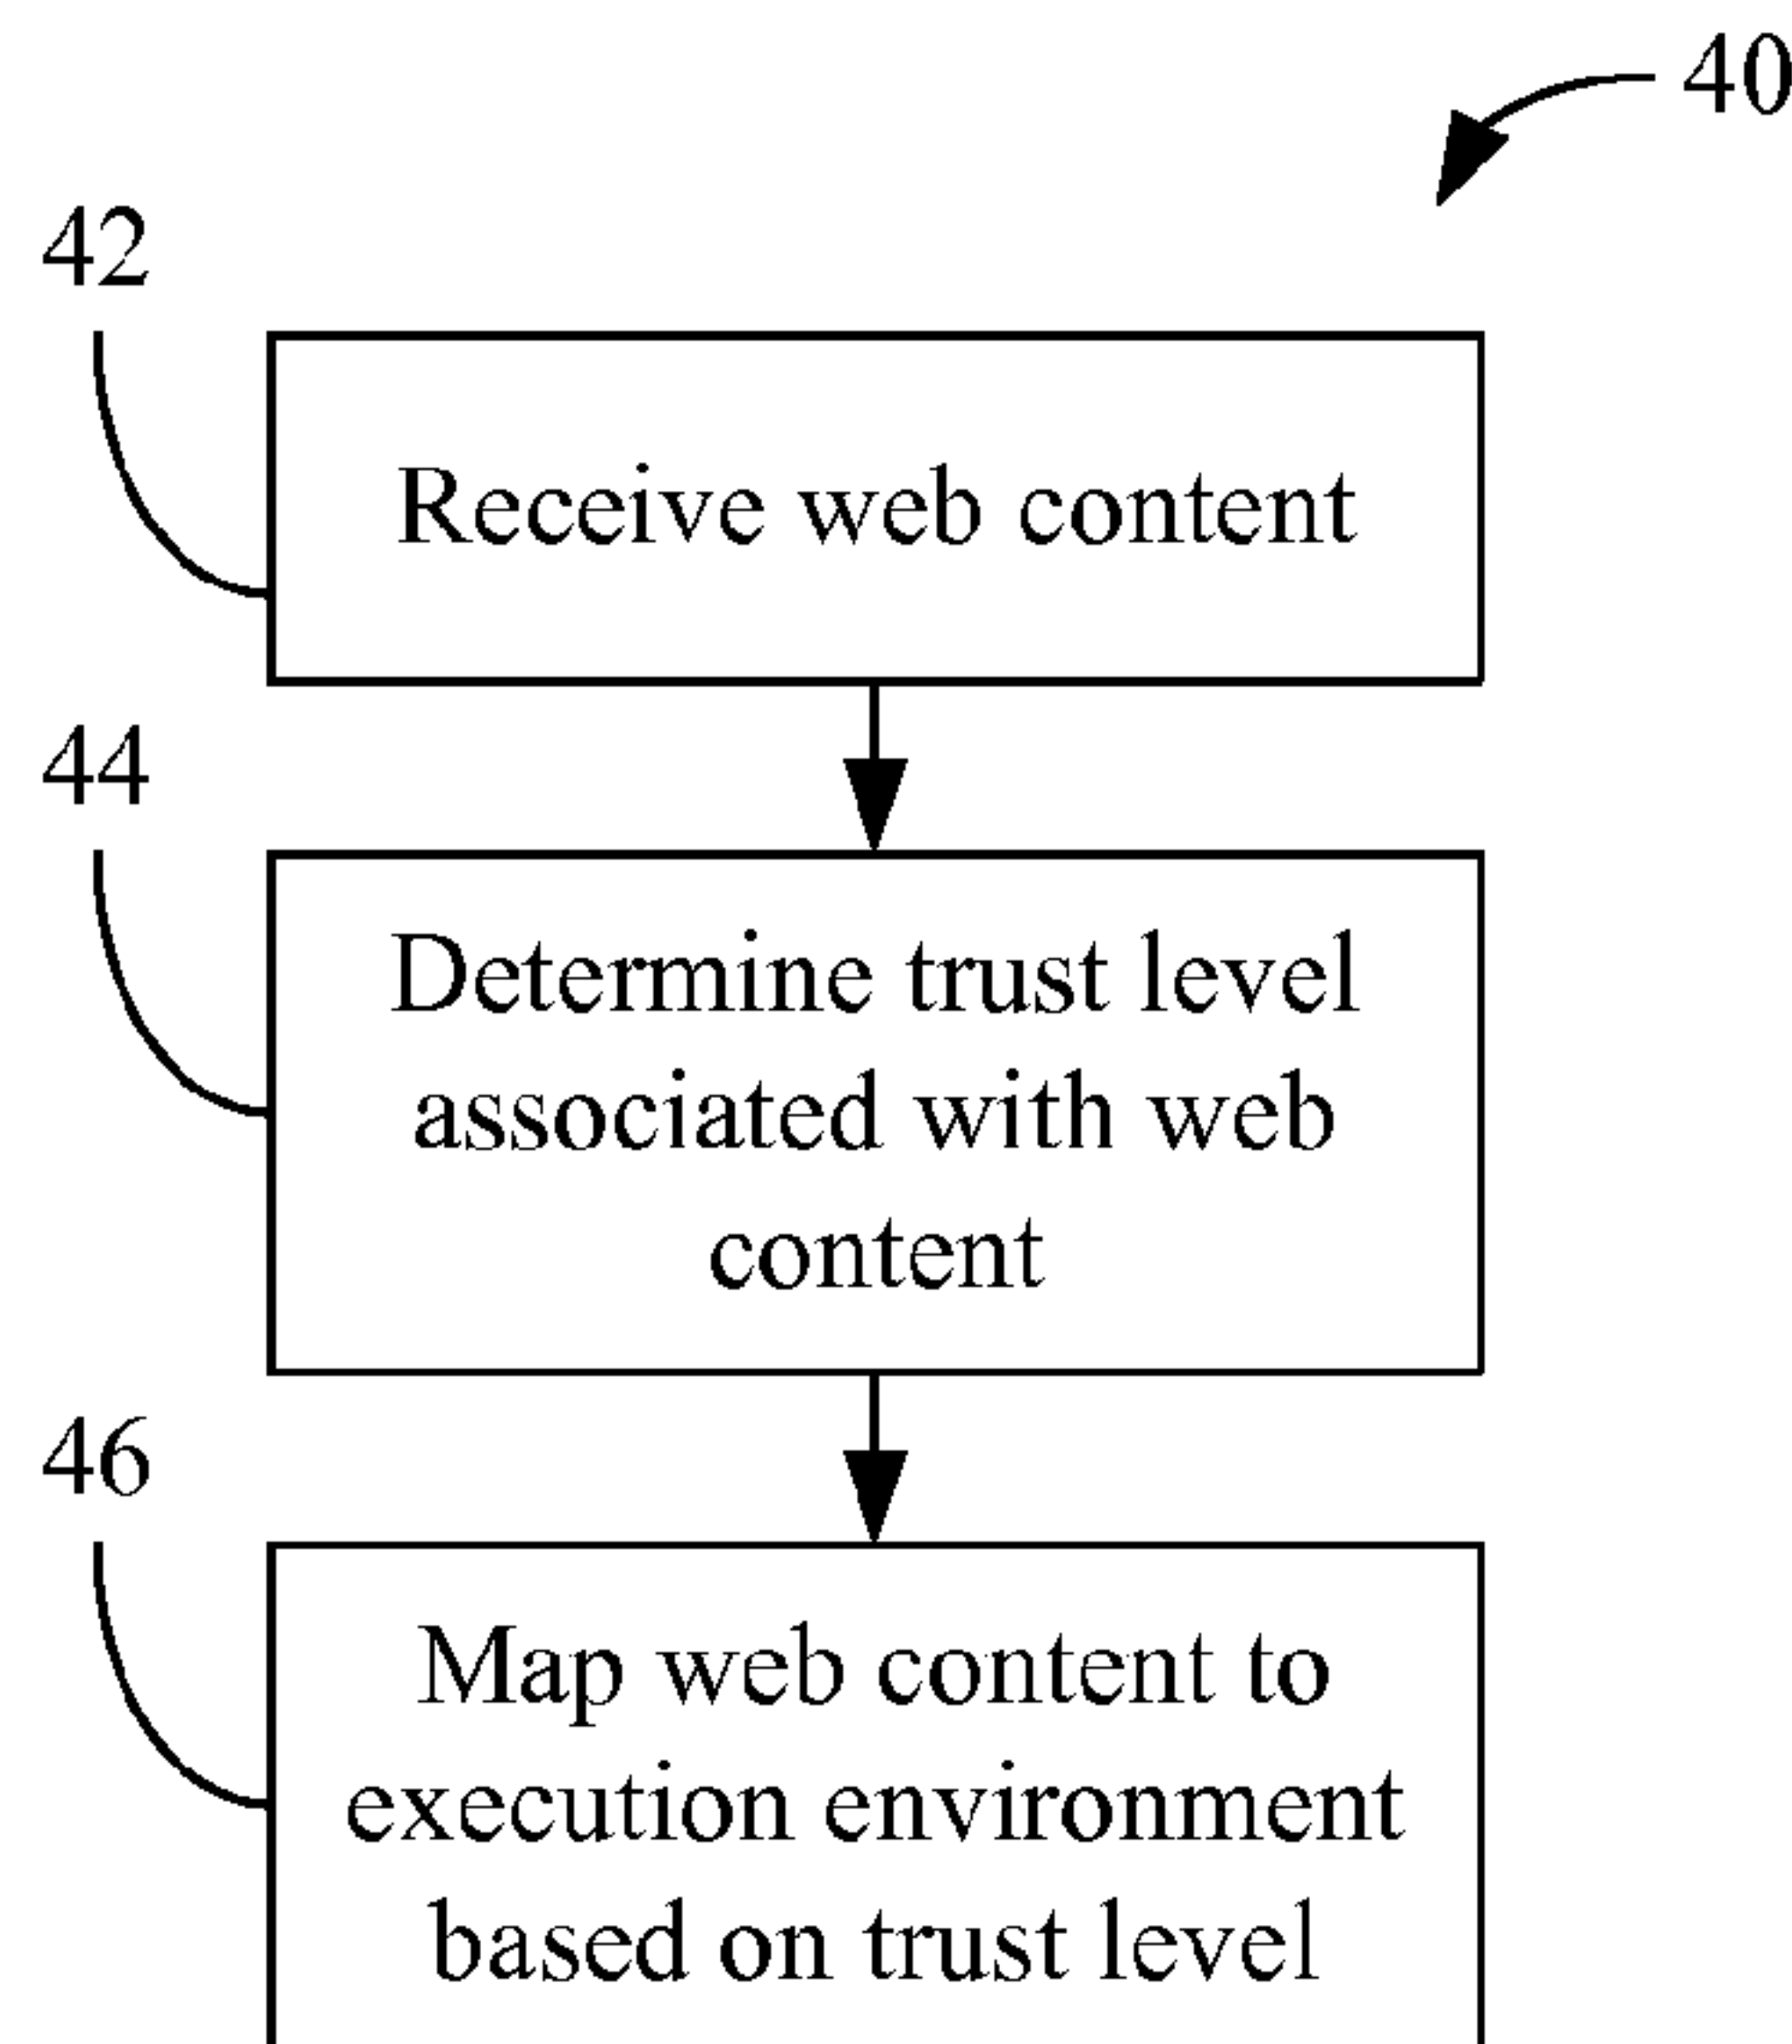 40
42
Receive web content
44
Determine trust level
associated with web
content
46
Map web content to
execution environment
based on trust level